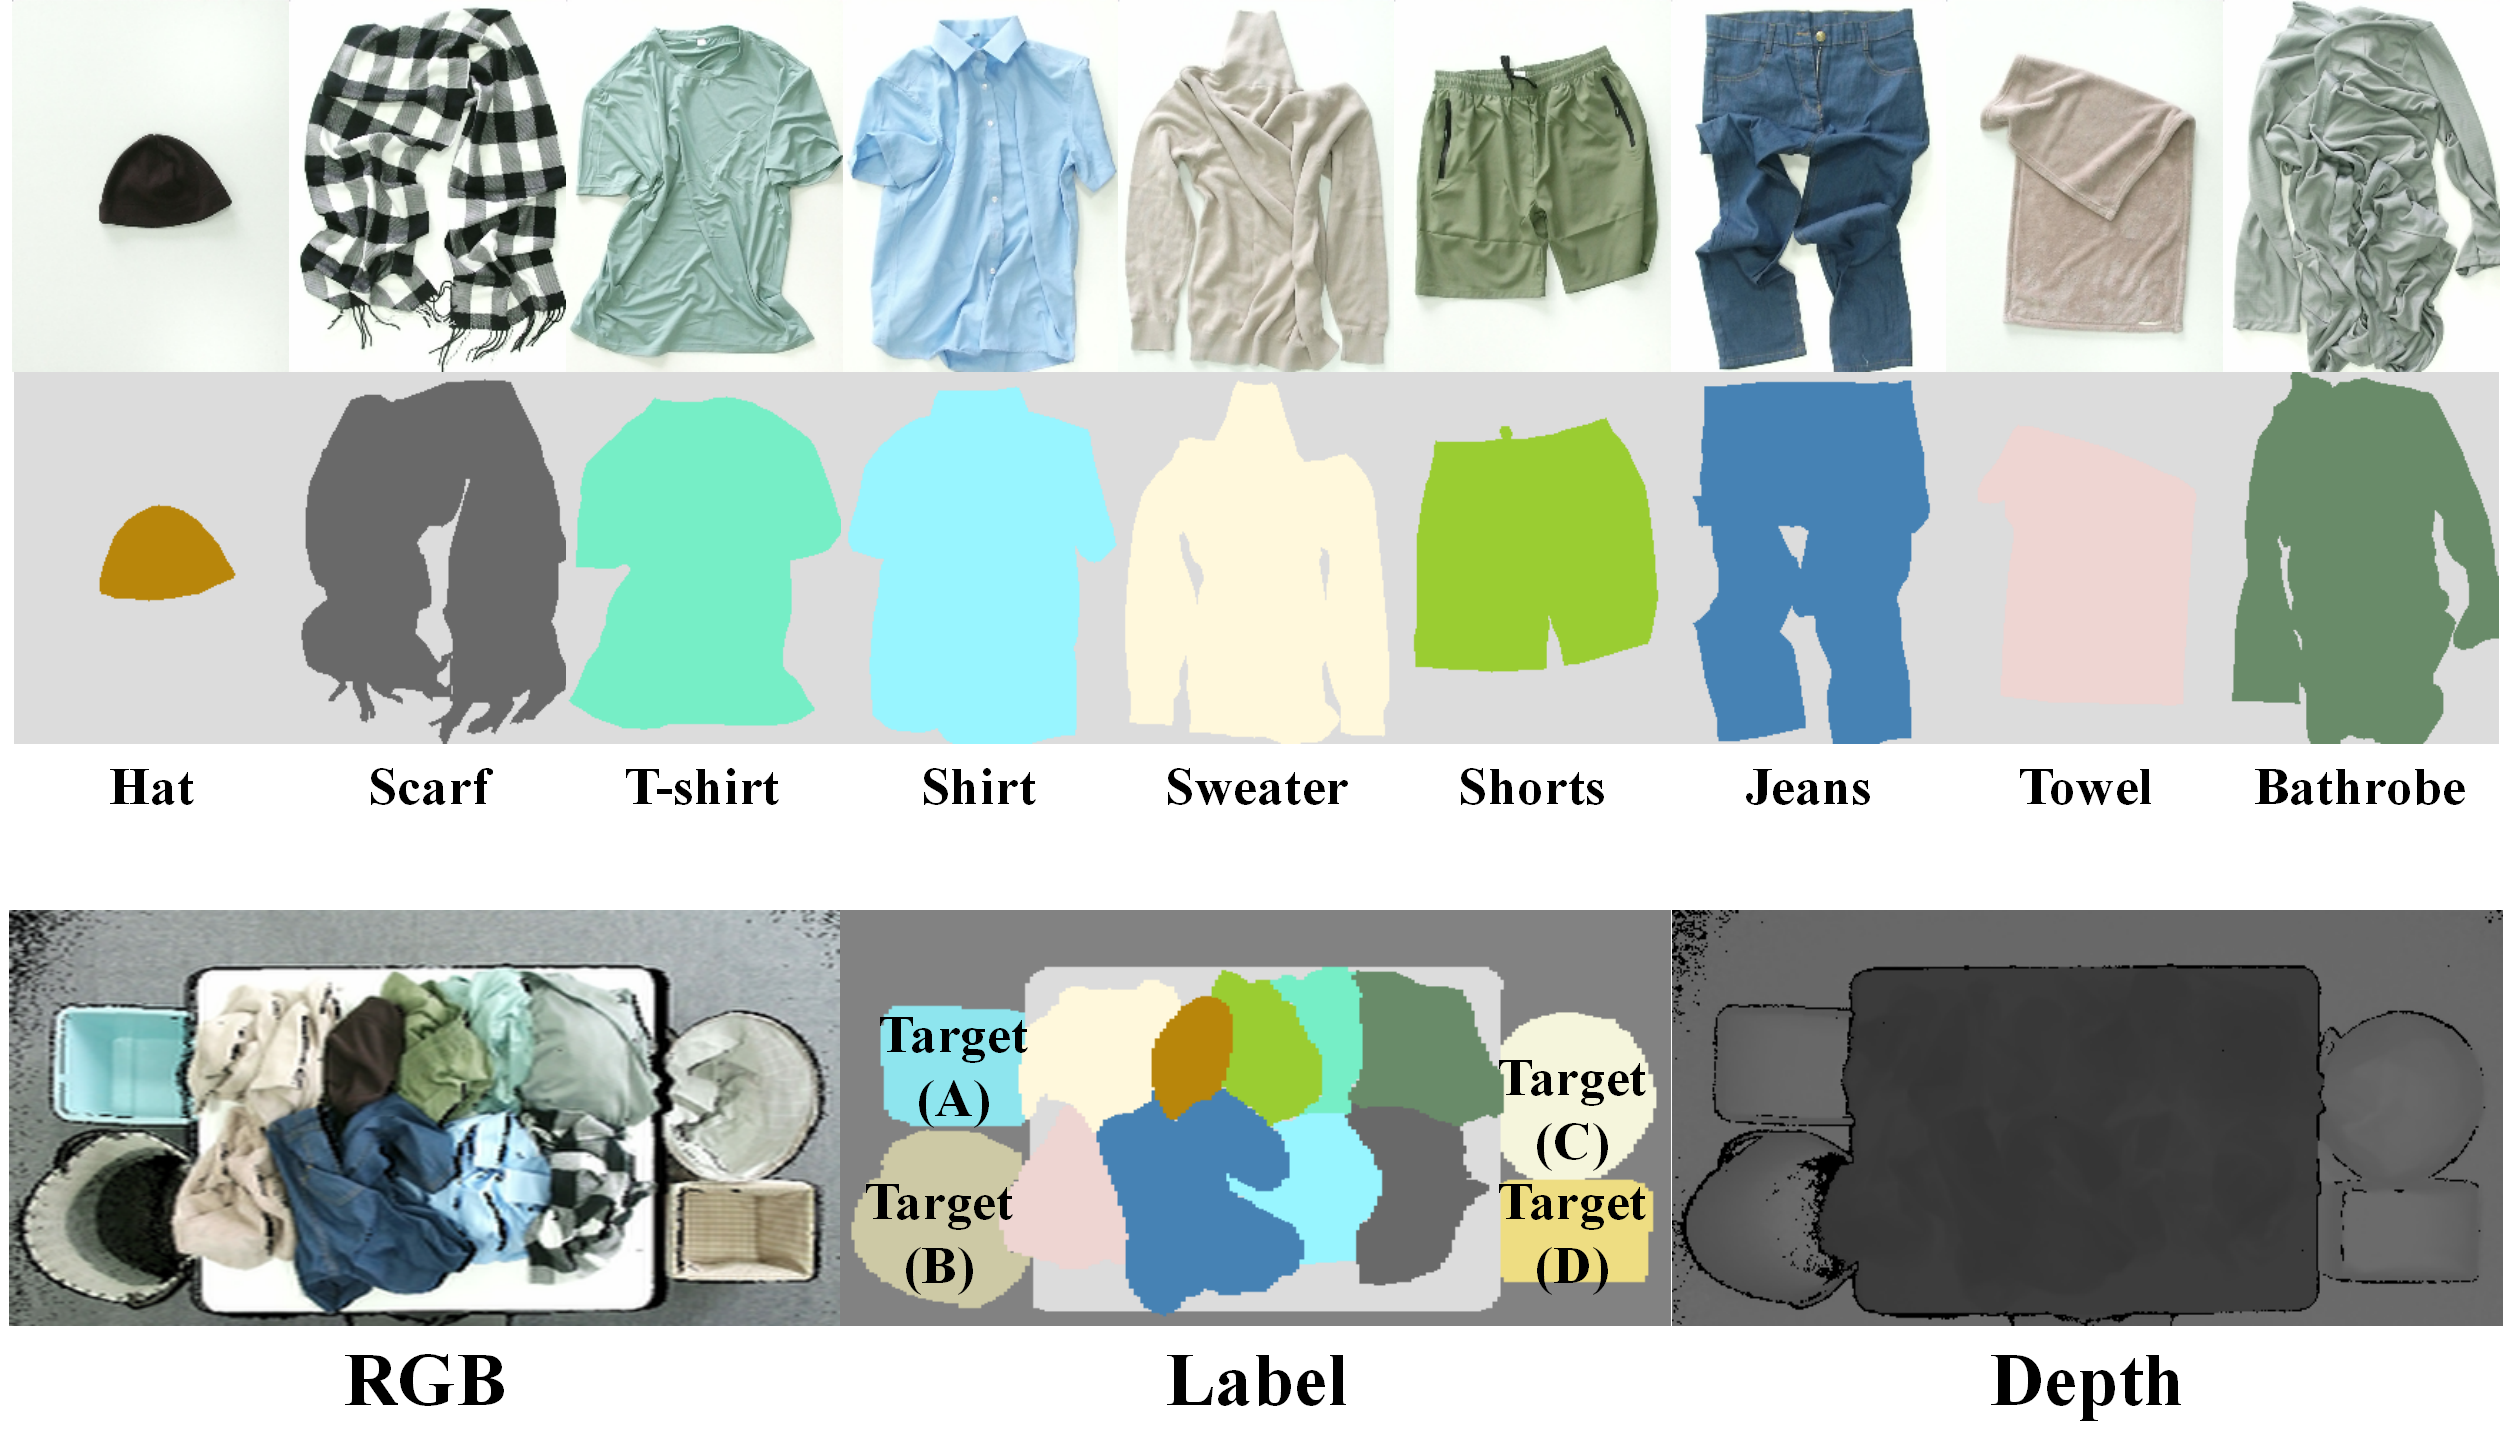 Hat Scarf T-shirt Shirt Sweater Shorts Jeans Towel Bathrobe
Target
(A)
Target
(B)
Target
(C)
Target
(D)
RGB Label Depth